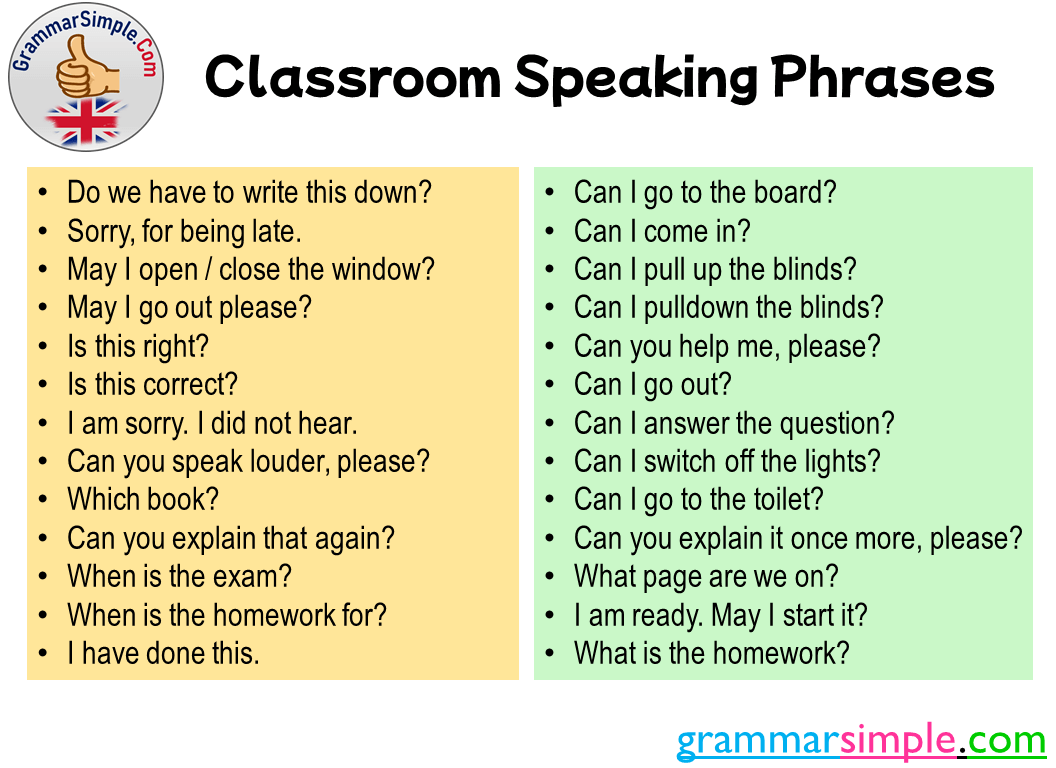 GrammarSimple.Com
Classroom Speaking Phrases
• Do we have to write this down?
• Sorry, for being late.
• May I open / close the window?
• May I go out please?
• Is this right?
• Is this correct?
• I am sorry. I did not hear.
• Can you speak louder, please?
• Which book?
• Can you explain that again?
• When is the exam?
• When is the homework for?
• I have done this.
• Can I go to the board?
• Can I come in?
• Can I pull up the blinds?
• Can I pulldown the blinds?
• Can you help me, please?
• Can I go out?
• Can I answer the question?
• Can I switch off the lights?
• Can I go to the toilet?
• Can you explain it once more, please?
• What page are we on?
• I am ready. May I start it?
• What is the homework?
grammarsimple.com